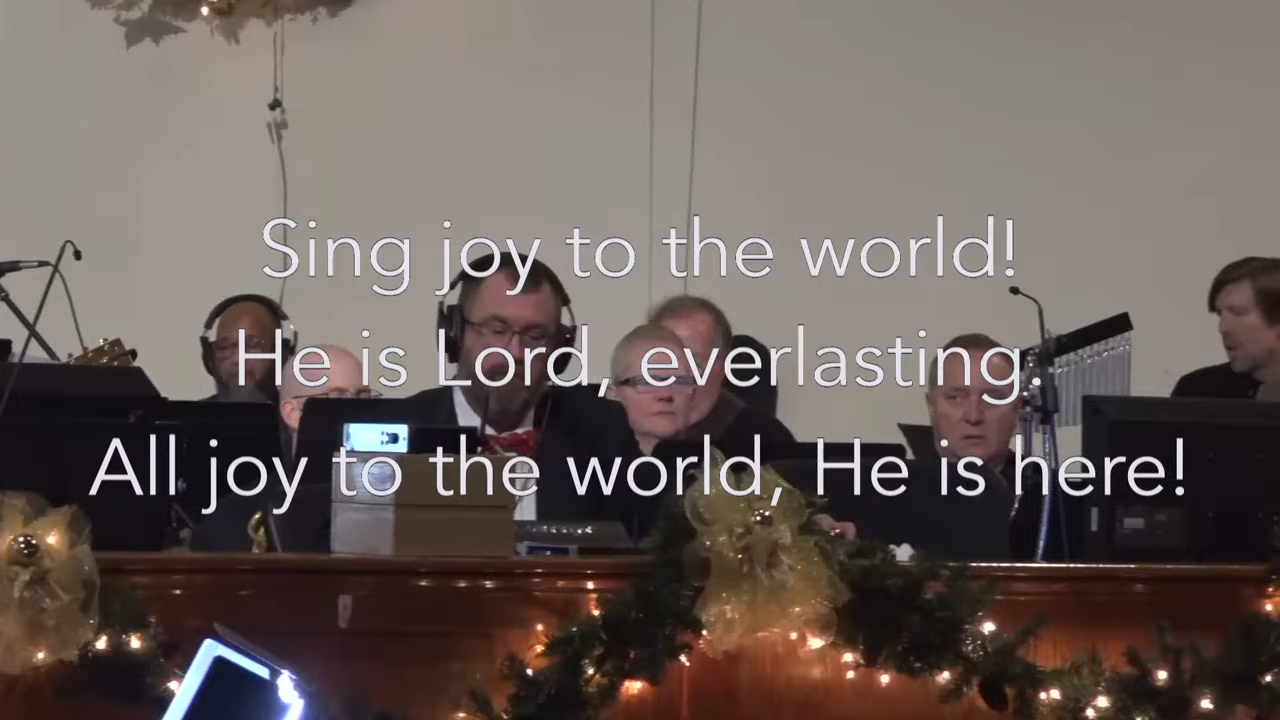 Sing joy to the world!
He is Lord, everlasting.
All joy to the world, He is here!